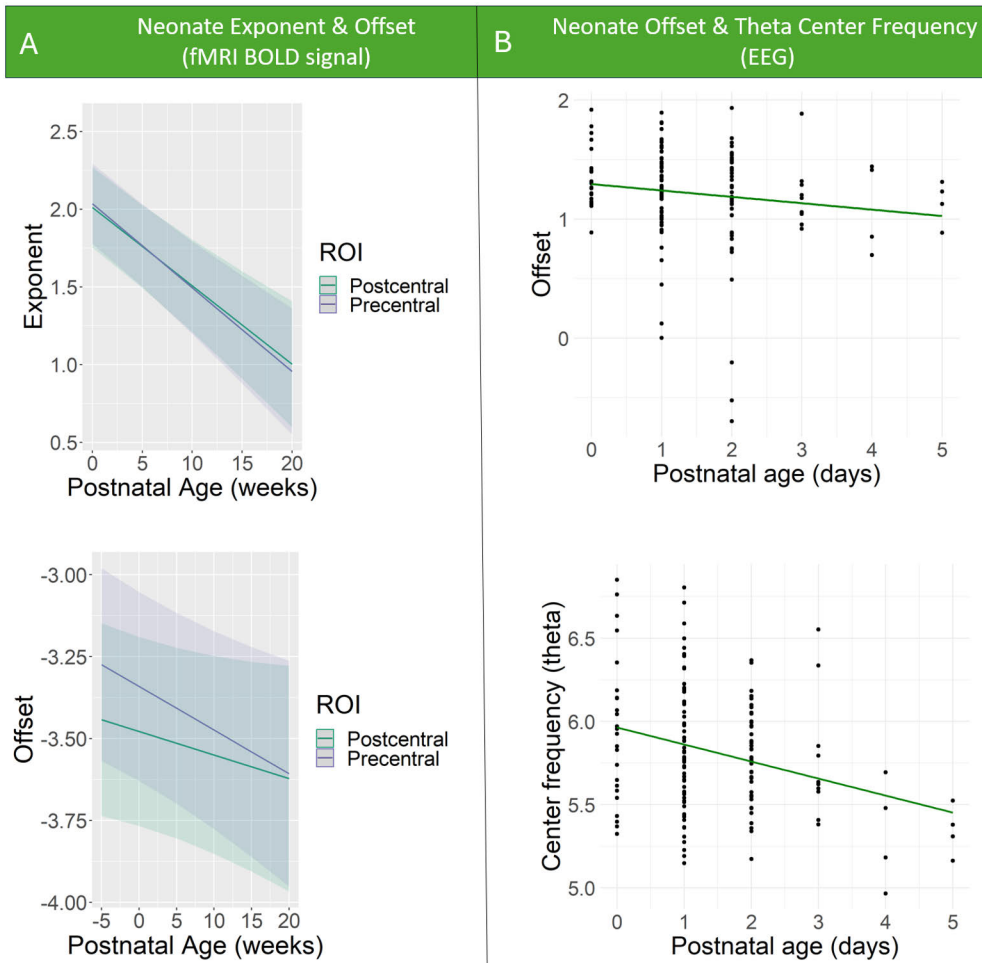 A
Neonate Exponent & Offset
(fMRI BOLD signal)
B
Neonate Offset & Theta Center Frequency
(EEG)
Exponent
2.5
2.0
1.5
1.0
0.5
0 5 10 15 20
Postnatal Age (weeks)
ROI
Postcentral
Precentral
Offset
2
1
0
0 1 2 3 4 5
Postnatal age (days)
Offset
-3.00
-3.25
-3.50
-3.75
-4.00
-5 0 5 10 15 20
Postnatal Age (weeks)
ROI
Postcentral
Precentral
Center frequency (theta)
6.5
6.0
5.5
5.0
0 1 2 3 4 5
Postnatal age (days)